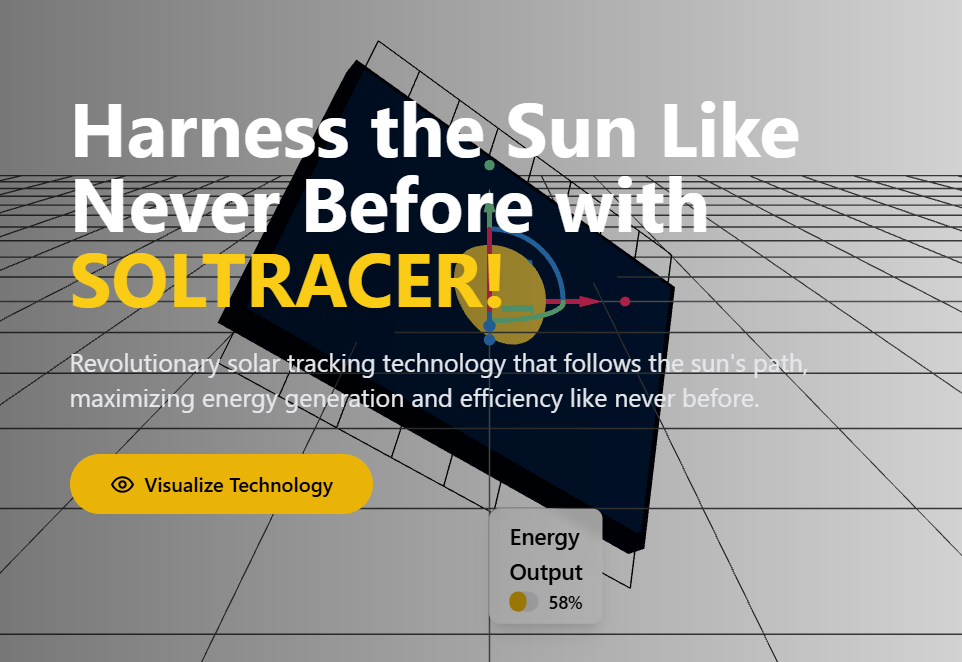 Harness the Sun Like
Never Before with
SOLTRACER!
Revolutionary solar tracking technology that follows the sun's path,
maximizing energy generation and efficiency like never before.
Visualize Technology
Energy
Output
58%